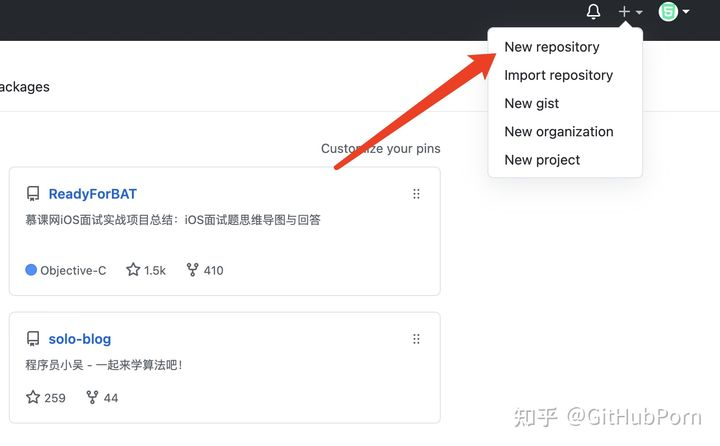 New repository
Import repository
New gist
New organization
New project
ackages
Customize your pins
ReadyForBAT
慕课网iOS面试实战项目总结：iOS面试题思维导图与回答
Objective-C 1.5k 410
solo-blog
程序员小吴 - 一起来学算法吧！
259 44
知乎 @GitHubPorn